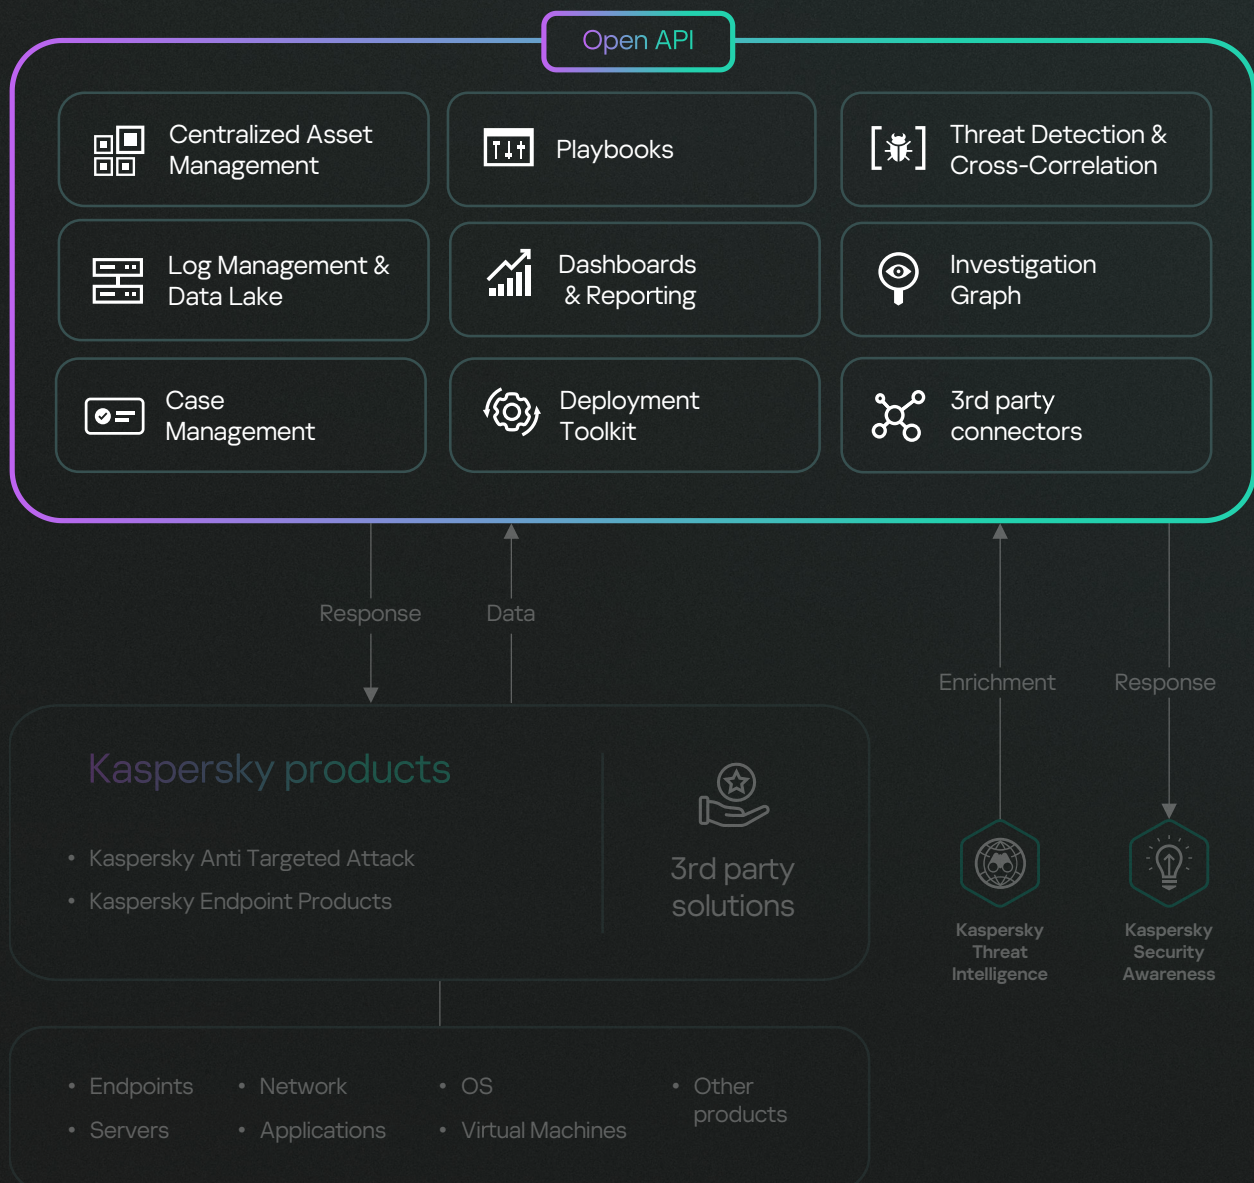 Open API
Centralized Asset
Management
Playbooks
Threat Detection &
Cross-Correlation
Log Management &
Data Lake
Dashboards
& Reporting
Investigation
Graph
Case
Management
Deployment
Toolkit
3rd party
connectors
Response
Data
Enrichment
Response
Kaspersky products
• Kaspersky Anti Targeted Attack
• Kaspersky Endpoint Products
3rd party
solutions
Kaspersky
Threat
Intelligence
Kaspersky
Security
Awareness
• Endpoints
• Servers
• Network
• Applications
• OS
• Virtual Machines
• Other
products